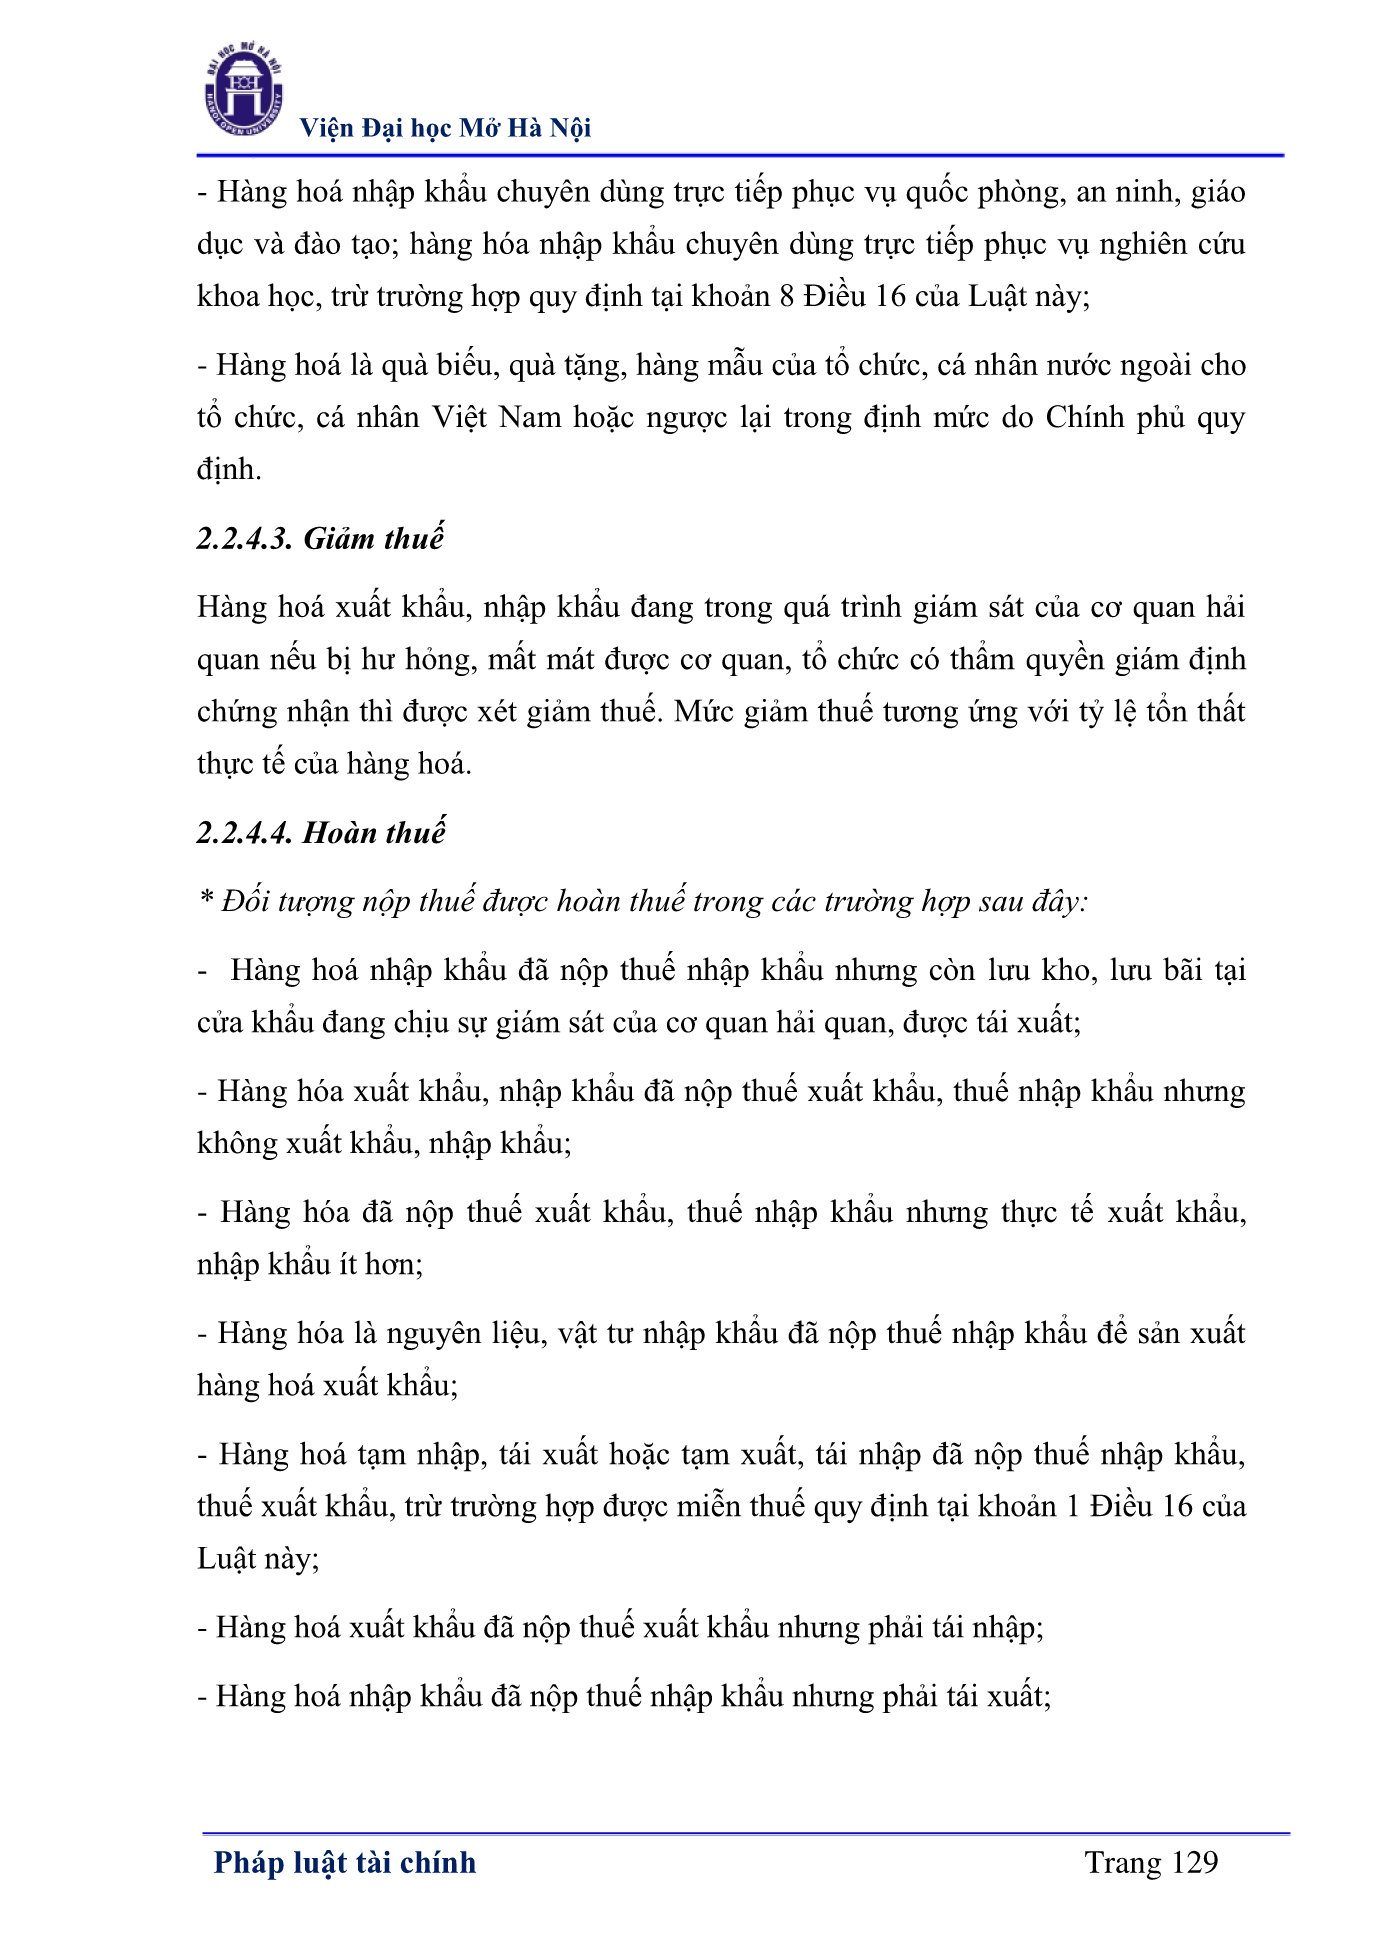 ĐẠI HỌC MỞ HÀ NỘI
HANOI OPEN UNIVERSITY
Viện Đại học Mở Hà Nội
- Hàng hoá nhập khẩu chuyên dùng trực tiếp phục vụ quốc phòng, an ninh, giáo
dục và đào tạo; hàng hóa nhập khẩu chuyên dùng trực tiếp phục vụ nghiên cứu
khoa học, trừ trường hợp quy định tại khoản 8 Điều 16 của Luật này;
- Hàng hoá là quà biếu, quà tặng, hàng mẫu của tổ chức, cá nhân nước ngoài cho
tổ chức, cá nhân Việt Nam hoặc ngược lại trong định mức do Chính phủ quy
định.
2.2.4.3. Giảm thuế
Hàng hoá xuất khẩu, nhập khẩu đang trong quá trình giám sát của cơ quan hải
quan nếu bị hư hỏng, mất mát được cơ quan, tổ chức có thẩm quyền giám định
chứng nhận thì được xét giảm thuế. Mức giảm thuế tương ứng với tỷ lệ tổn thất
thực tế của hàng hoá.
2.2.4.4. Hoàn thuế
* Đối tượng nộp thuế được hoàn thuế trong các trường hợp sau đây:
- Hàng hoá nhập khẩu đã nộp thuế nhập khẩu nhưng còn lưu kho, lưu bãi tại
cửa khẩu đang chịu sự giám sát của cơ quan hải quan, được tái xuất;
- Hàng hóa xuất khẩu, nhập khẩu đã nộp thuế xuất khẩu, thuế nhập khẩu nhưng
không xuất khẩu, nhập khẩu;
- Hàng hóa đã nộp thuế xuất khẩu, thuế nhập khẩu nhưng thực tế xuất khẩu,
nhập khẩu ít hơn;
- Hàng hóa là nguyên liệu, vật tư nhập khẩu đã nộp thuế nhập khẩu để sản xuất
hàng hoá xuất khẩu;
- Hàng hoá tạm nhập, tái xuất hoặc tạm xuất, tái nhập đã nộp thuế nhập khẩu,
thuế xuất khẩu, trừ trường hợp được miễn thuế quy định tại khoản 1 Điều 16 của
Luật này;
- Hàng hoá xuất khẩu đã nộp thuế xuất khẩu nhưng phải tái nhập;
- Hàng hoá nhập khẩu đã nộp thuế nhập khẩu nhưng phải tái xuất;
Pháp luật tài chính
Trang 129